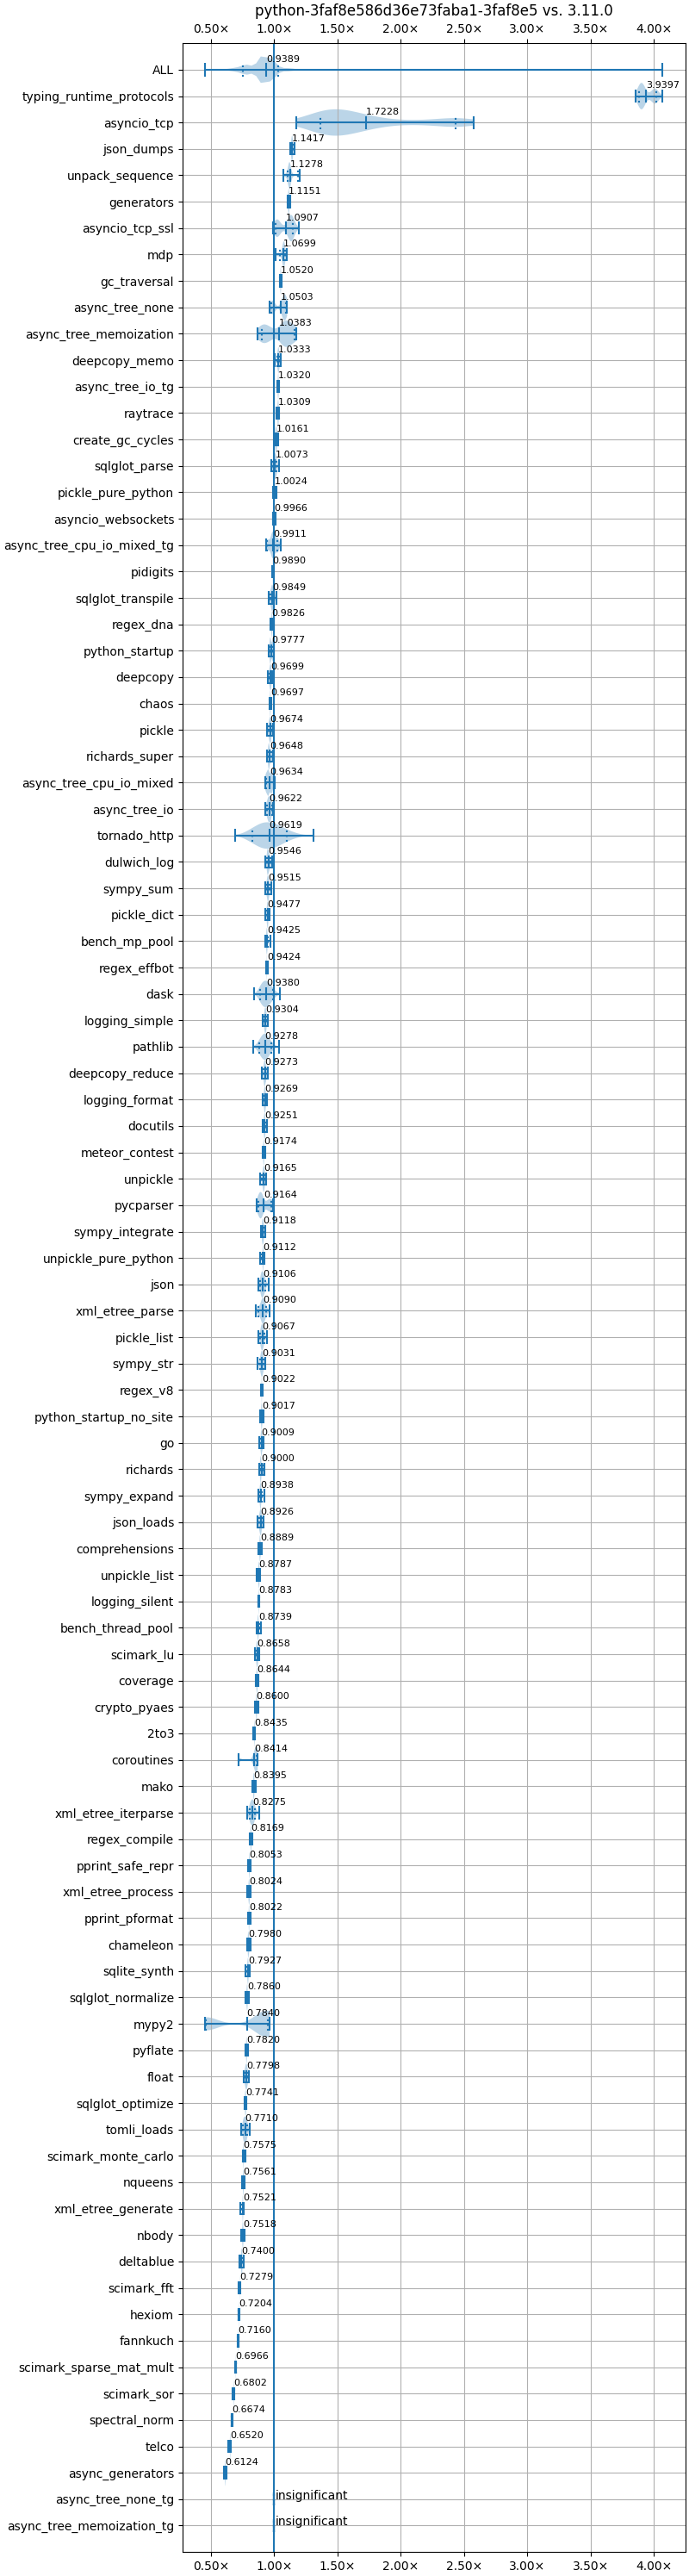 python-3faf8e586d36e73faba1-3faf8e5 vs. 3.11.0
0.50× 1.00× 1.50× 2.00× 2.50× 3.00× 3.50× 4.00×
ALL 0.9389
typing_runtime_protocols 3.9397
asyncio_tcp 1.7228
json_dumps 1.1417
unpack_sequence 1.1278
generators 1.1151
asyncio_tcp_ssl 1.0907
mdp 1.0699
gc_traversal 1.0520
async_tree_none 1.0503
async_tree_memoization 1.0383
deepcopy_memo 1.0333
async_tree_io_tg 1.0320
raytrace 1.0309
create_gc_cycles 1.0161
sqlglot_parse 1.0073
pickle_pure_python 1.0024
asyncio_websockets 0.9966
async_tree_cpu_io_mixed_tg 0.9911
pidigits 0.9890
sqlglot_transpile 0.9849
regex_dna 0.9826
python_startup 0.9777
deepcopy 0.9699
chaos 0.9697
pickle 0.9674
richards_super 0.9648
async_tree_cpu_io_mixed 0.9634
async_tree_io 0.9622
tornado_http 0.9619
dulwich_log 0.9546
sympy_sum 0.9515
pickle_dict 0.9477
bench_mp_pool 0.9425
regex_effbot 0.9424
dask 0.9380
logging_simple 0.9304
pathlib 0.9278
deepcopy_reduce 0.9273
logging_format 0.9269
docutils 0.9251
meteor_contest 0.9174
unpickle 0.9165
pycparser 0.9164
sympy_integrate 0.9118
unpickle_pure_python 0.9112
json 0.9106
xml_etree_parse 0.9090
pickle_list 0.9067
sympy_str 0.9031
regex_v8 0.9022
python_startup_no_site 0.9017
go 0.9009
richards 0.9000
sympy_expand 0.8938
json_loads 0.8926
comprehensions 0.8889
unpickle_list 0.8787
logging_silent 0.8783
bench_thread_pool 0.8739
scimark_lu 0.8658
coverage 0.8644
crypto_pyaes 0.8600
2to3 0.8435
coroutines 0.8414
mako 0.8395
xml_etree_iterparse 0.8275
regex_compile 0.8169
pprint_safe_repr 0.8053
xml_etree_process 0.8024
pprint_pformat 0.8022
chameleon 0.7980
sqlite_synth 0.7927
sqlglot_normalize 0.7860
mypy2 0.7840
pyflate 0.7820
float 0.7798
sqlglot_optimize 0.7741
tomli_loads 0.7710
scimark_monte_carlo 0.7575
nqueens 0.7561
xml_etree_generate 0.7521
nbody 0.7518
deltablue 0.7400
scimark_fft 0.7279
hexiom 0.7204
fannkuch 0.7160
scimark_sparse_mat_mult 0.6966
scimark_sor 0.6802
spectral_norm 0.6674
telco 0.6520
async_generators 0.6124
async_tree_none_tg insignificant
async_tree_memoization_tg insignificant
0.50× 1.00× 1.50× 2.00× 2.50× 3.00× 3.50× 4.00×